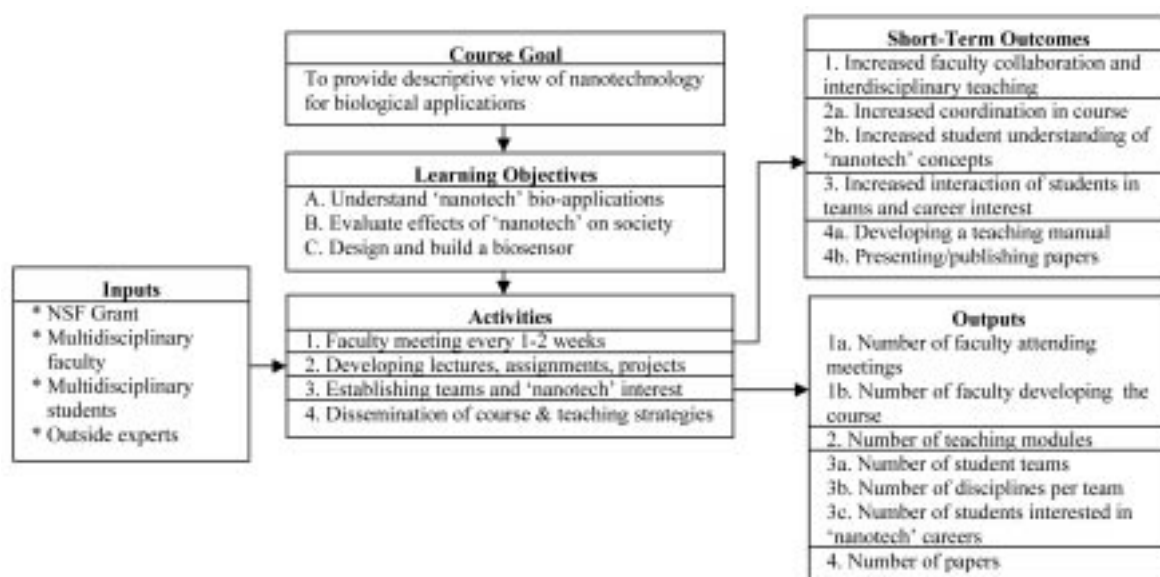 Course Goal
To provide descriptive view of nanotechnology
for biological applications
Learning Objectives
A. Understand ‘nanotech’ bio-applications
B. Evaluate effects of ‘nanotech’ on society
C. Design and build a biosensor
Inputs
* NSF Grant
* Multidisciplinary
faculty
* Multidisciplinary
students
* Outside experts
Activities
1. Faculty meeting every 1-2 weeks
2. Developing lectures, assignments, projects
3. Establishing teams and ‘nanotech’ interest
4. Dissemination of course & teaching strategies
Short-Term Outcomes
1. Increased faculty collaboration and
interdisciplinary teaching
2a. Increased coordination in course
2b. Increased student understanding of
‘nanotech’ concepts
3. Increased interaction of students in
teams and career interest
4a. Developing a teaching manual
4b. Presenting/publishing papers
Outputs
1a. Number of faculty attending
meetings
1b. Number of faculty developing the
course
2. Number of teaching modules
3a. Number of student teams
3b. Number of disciplines per team
3c. Number of students interested in
‘nanotech’ careers
4. Number of papers